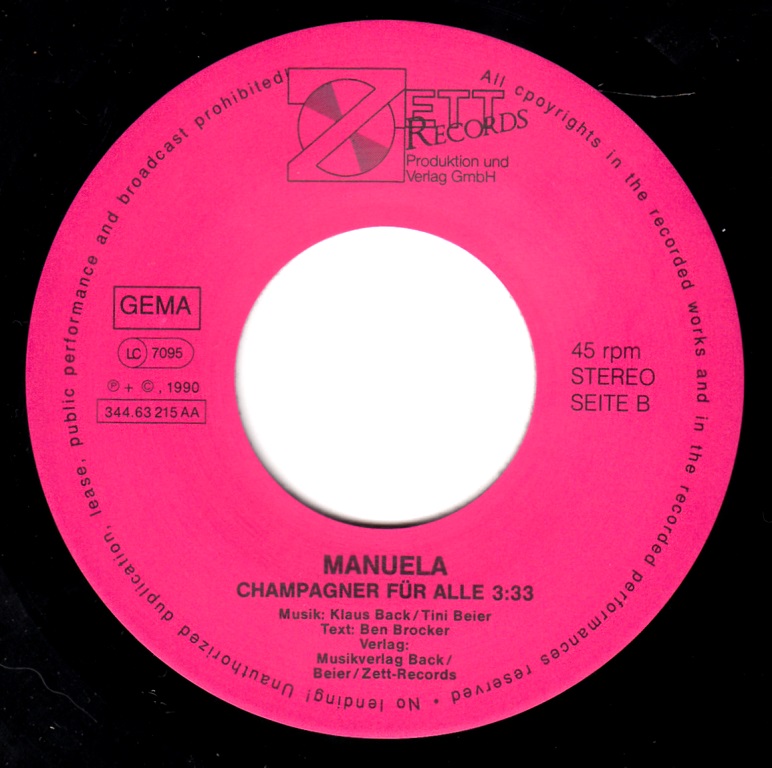 ZETT
RECORDS
Produktion und
Verlag GmbH
All cpoyrights in the recorded works and in the recorded performances reserved • No lending! Unauthorized duplication, lease, public performance and broadcast prohibited!
GEMA
LC 7095
℗ + ©, 1990
344.63 215 AA
45 rpm
STEREO
SEITE B
MANUELA
CHAMPAGNER FÜR ALLE 3:33
Musik: Klaus Back/Tini Beier
Text: Ben Brocker
Verlag:
Musikverlag Back/
Beier/Zett-Records